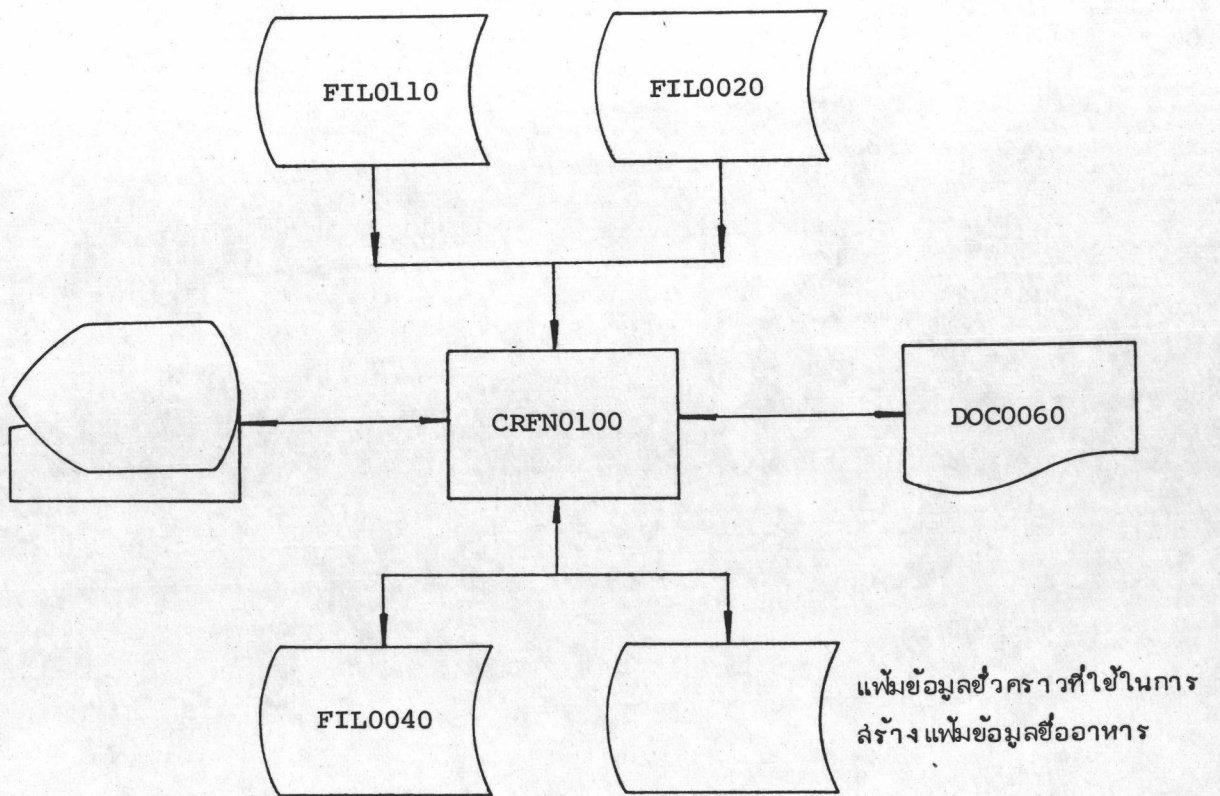 FIL0110
FIL0020
CRFN0100
DOC0060
FIL0040
แฟ้มข้อมูลชั่วคราวที่ใช้ในการ
สร้างแฟ้มข้อมูลชื่ออาหาร